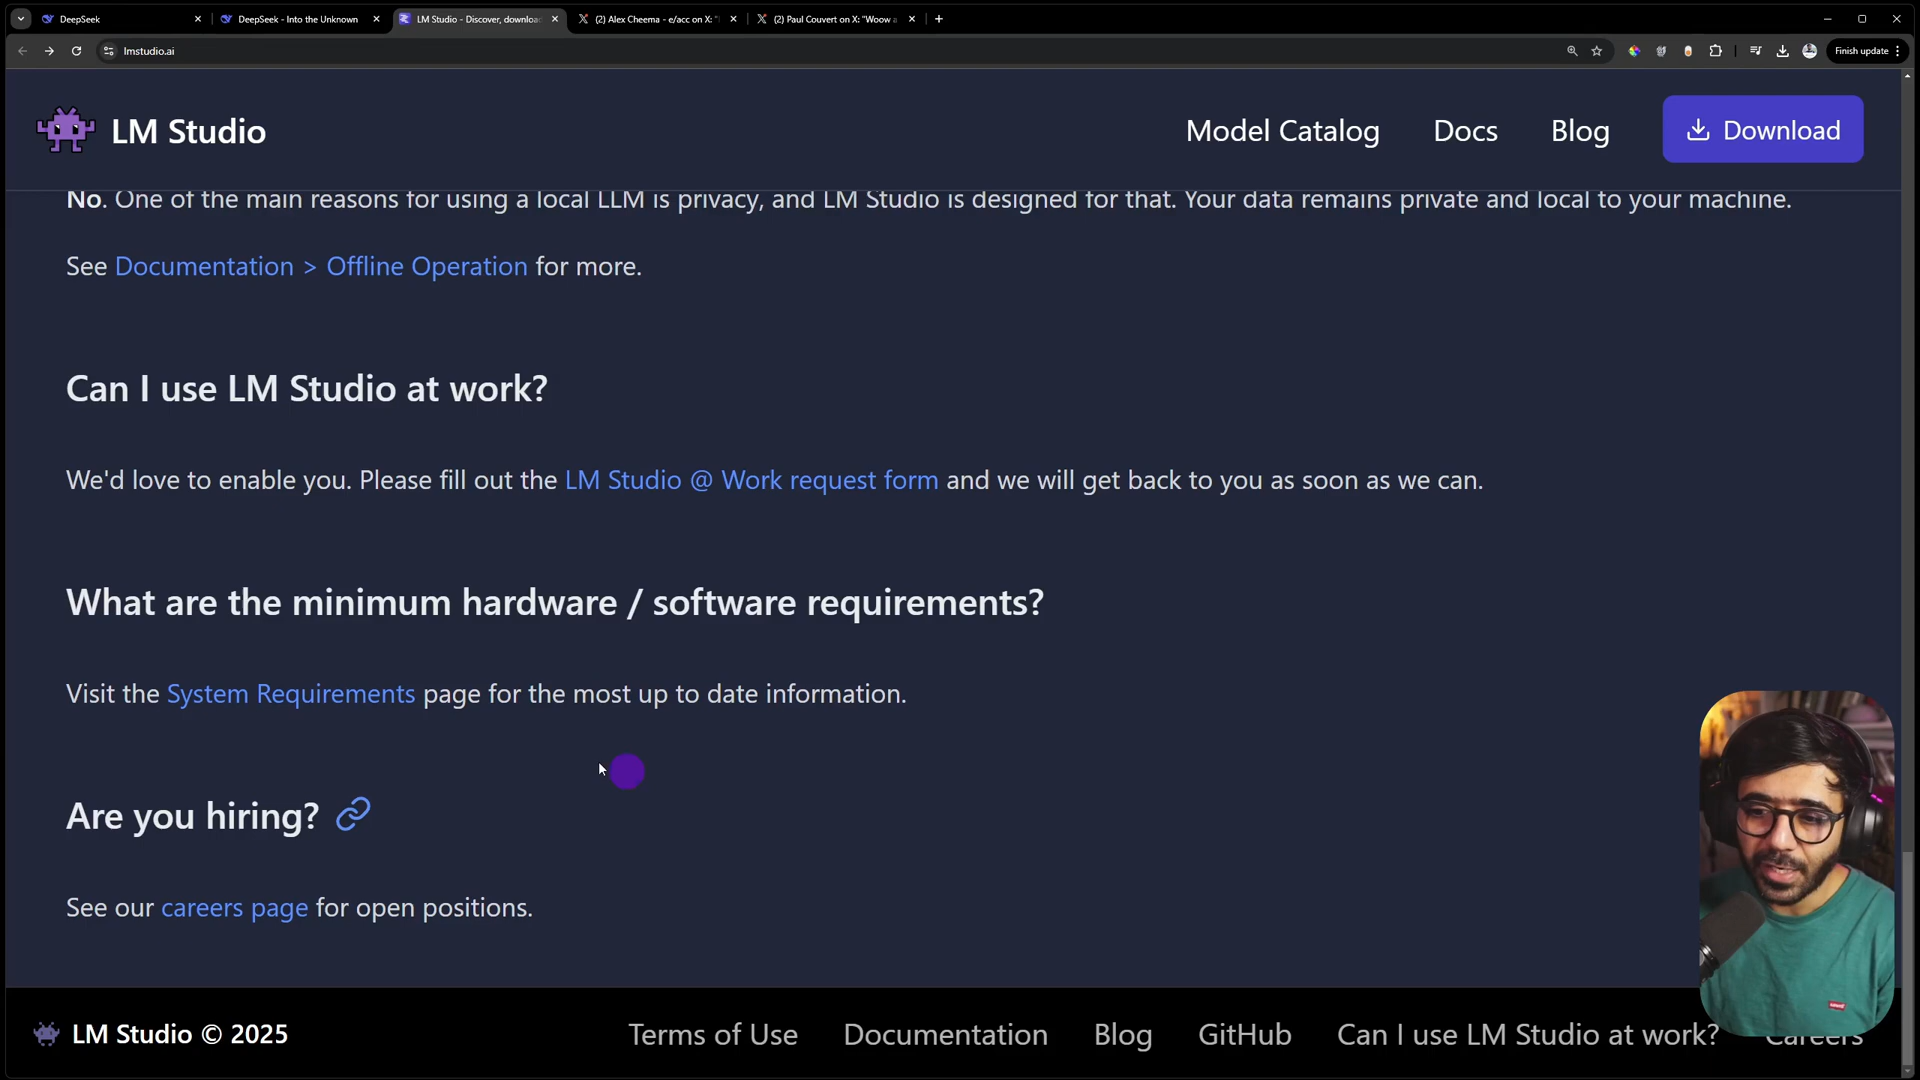 DeepSeek
DeepSeek - Into the Unknown
LM Studio - Discover, download
(2) Alex Cheema - e/acc on X: "
(2) Paul Couvert on X: "Woow a
lmstudio.ai
Finish update
LM Studio
Model Catalog
Docs
Blog
Download
No. One of the main reasons for using a local LLM is privacy, and LM Studio is designed for that. Your data remains private and local to your machine.
See Documentation > Offline Operation for more.
Can I use LM Studio at work?
We'd love to enable you. Please fill out the LM Studio @ Work request form and we will get back to you as soon as we can.
What are the minimum hardware / software requirements?
Visit the System Requirements page for the most up to date information.
Are you hiring?
See our careers page for open positions.
LM Studio © 2025
Terms of Use
Documentation
Blog
GitHub
Can I use LM Studio at work?
Careers